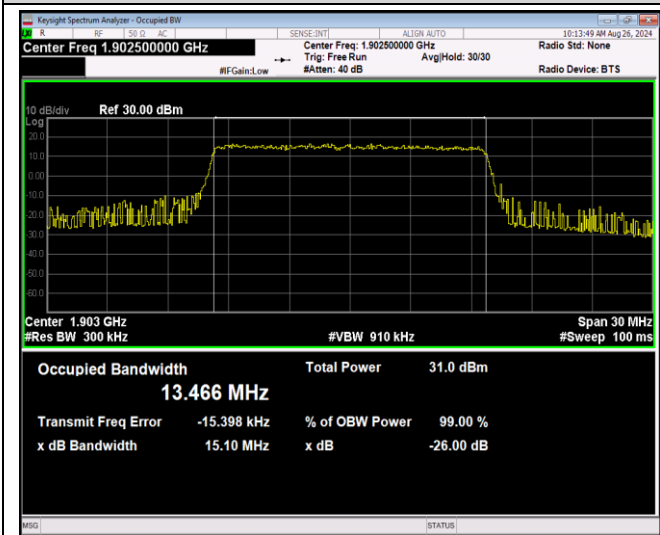 Keysight Spectrum Analyzer - Occupied BW
R RF 50 Ω AC SENSE:INT ALIGN AUTO 10:13:49 AM Aug 26, 2024
Center Freq 1.902500000 GHz Center Freq: 1.902500000 GHz Radio Std: None
Trig: Free Run Avg|Hold: 30/30
#IFGain:Low #Atten: 40 dB Radio Device: BTS
10 dB/div Ref 30.00 dBm
Log
20.0
10.0
0.00
-10.0
-20.0
-30.0
-40.0
-50.0
-60.0
Center 1.903 GHz Span 30 MHz
#Res BW 300 kHz #VBW 910 kHz #Sweep 100 ms
Occupied Bandwidth Total Power 31.0 dBm
13.466 MHz
Transmit Freq Error -15.398 kHz % of OBW Power 99.00 %
x dB Bandwidth 15.10 MHz x dB -26.00 dB
MSG STATUS